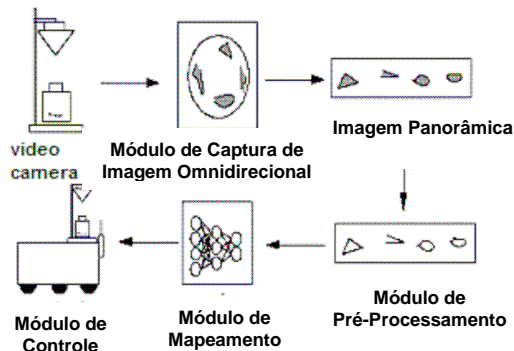 video
camera
Módulo de Captura de
Imagem Omnidirecional
Imagem Panorâmica
Módulo de
Controle
Módulo de
Mapeamento
Módulo de
Pré-Processamento